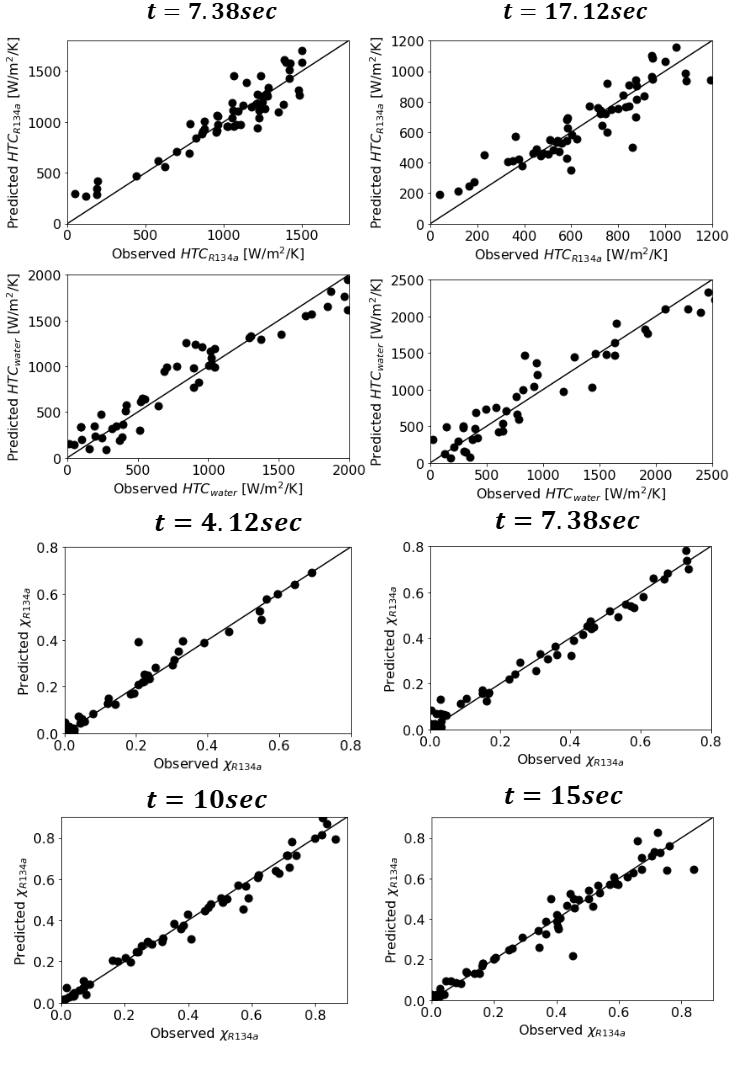 t = 7.38sec
t = 17.12sec
Predicted HTC_R134a [W/m²/K]
1500
1000
500
0
0 500 1000 1500
Observed HTC_R134a [W/m²/K]
Predicted HTC_R134a [W/m²/K]
1200
1000
800
600
400
200
0
0 200 400 600 800 1000 1200
Observed HTC_R134a [W/m²/K]
Predicted HTC_water [W/m²/K]
2000
1500
1000
500
0
0 500 1000 1500 2000
Observed HTC_water [W/m²/K]
Predicted HTC_water [W/m²/K]
2500
2000
1500
1000
500
0
0 500 1000 1500 2000 2500
Observed HTC_water [W/m²/K]
t = 4.12sec
t = 7.38sec
Predicted χ_R134a
0.8
0.6
0.4
0.2
0.0
0.0 0.2 0.4 0.6 0.8
Observed χ_R134a
Predicted χ_R134a
0.8
0.6
0.4
0.2
0.0
0.0 0.2 0.4 0.6 0.8
Observed χ_R134a
t = 10sec
t = 15sec
Predicted χ_R134a
0.8
0.6
0.4
0.2
0.0
0.0 0.2 0.4 0.6 0.8
Observed χ_R134a
Predicted χ_R134a
0.8
0.6
0.4
0.2
0.0
0.0 0.2 0.4 0.6 0.8
Observed χ_R134a